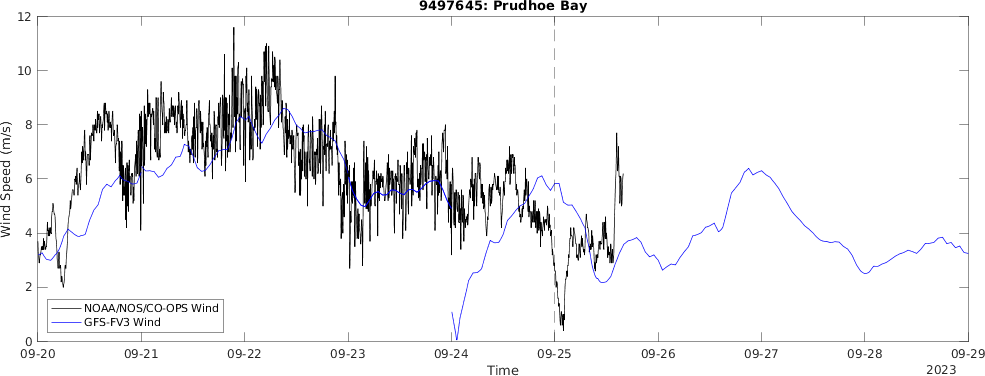 9497645: Prudhoe Bay
12
10
8
6
4
2
0
Wind Speed (m/s)
NOAA/NOS/CO-OPS Wind
GFS-FV3 Wind
09-20 09-21 09-22 09-23 09-24 09-25 09-26 09-27 09-28 09-29
Time
2023